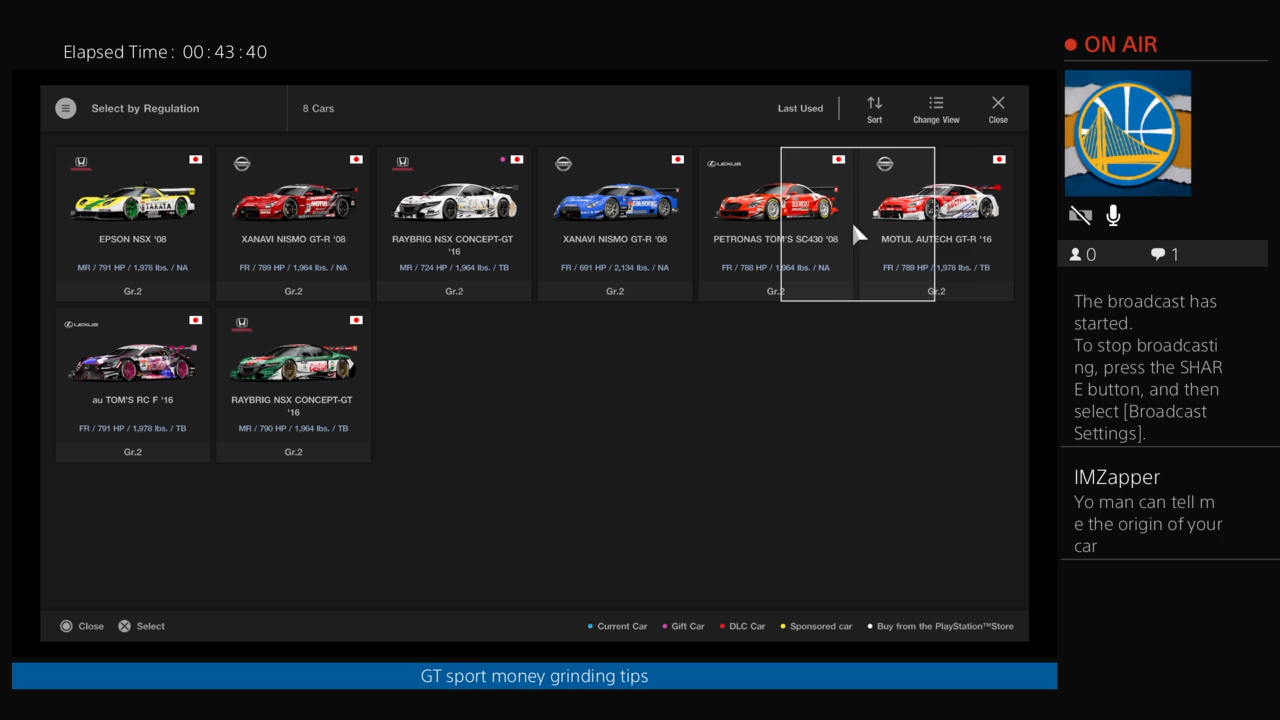 Elapsed Time: 00:43:40
ON AIR
Select by Regulation
8 Cars
Last Used
Sort
Change View
Close
EPSON NSX '08
MR / 791 HP / 1,978 lbs. / NA
Gr.2
XANAVI NISMO GT-R '08
FR / 789 HP / 1,964 lbs. / NA
Gr.2
RAYBRIG NSX CONCEPT-GT
'16
MR / 724 HP / 1,964 lbs. / TB
Gr.2
XANAVI NISMO GT-R '08
FR / 691 HP / 2,134 lbs. / NA
Gr.2
LEXUS
PETRONAS TOM'S SC430 '08
FR / 788 HP / 1,964 lbs. / NA
Gr.2
MOTUL AUTECH GT-R '16
FR / 789 HP / 1,978 lbs. / TB
Gr.2
LEXUS
au TOM'S RC F '16
FR / 791 HP / 1,978 lbs. / TB
Gr.2
RAYBRIG NSX CONCEPT-GT
'16
MR / 790 HP / 1,964 lbs. / TB
Gr.2
TAKATA
Close
Select
Current Car
Gift Car
DLC Car
Sponsored car
Buy from the PlayStation™Store
GT sport money grinding tips
0
1
The broadcast has
started.
To stop broadcasti
ng, press the SHAR
E button, and then
select [Broadcast
Settings].
IMZapper
Yo man can tell m
e the origin of your
car